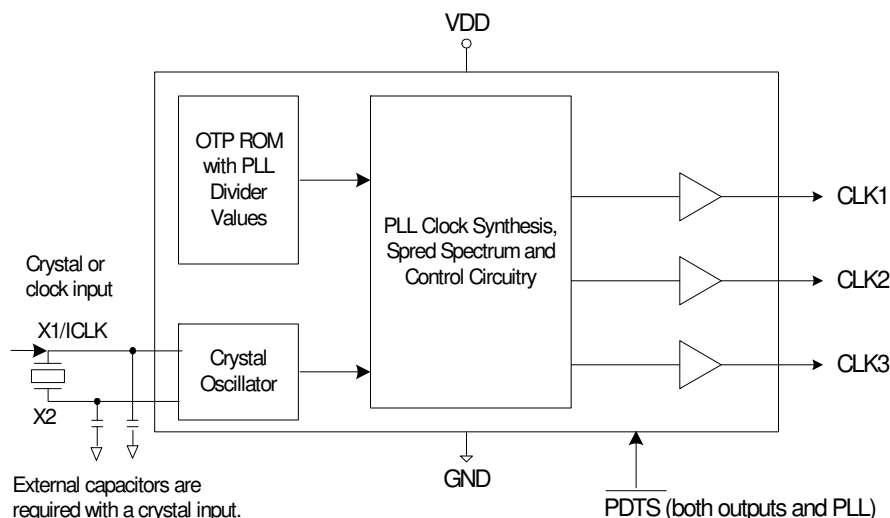 VDD
OTP ROM
with PLL
Divider
Values
PLL Clock Synthesis,
Spred Spectrum and
Control Circuitry
CLK1
CLK2
CLK3
Crystal or
clock input
X1/ICLK
X2
Crystal
Oscillator
External capacitors are
required with a crystal input.
GND
PDTS (both outputs and PLL)